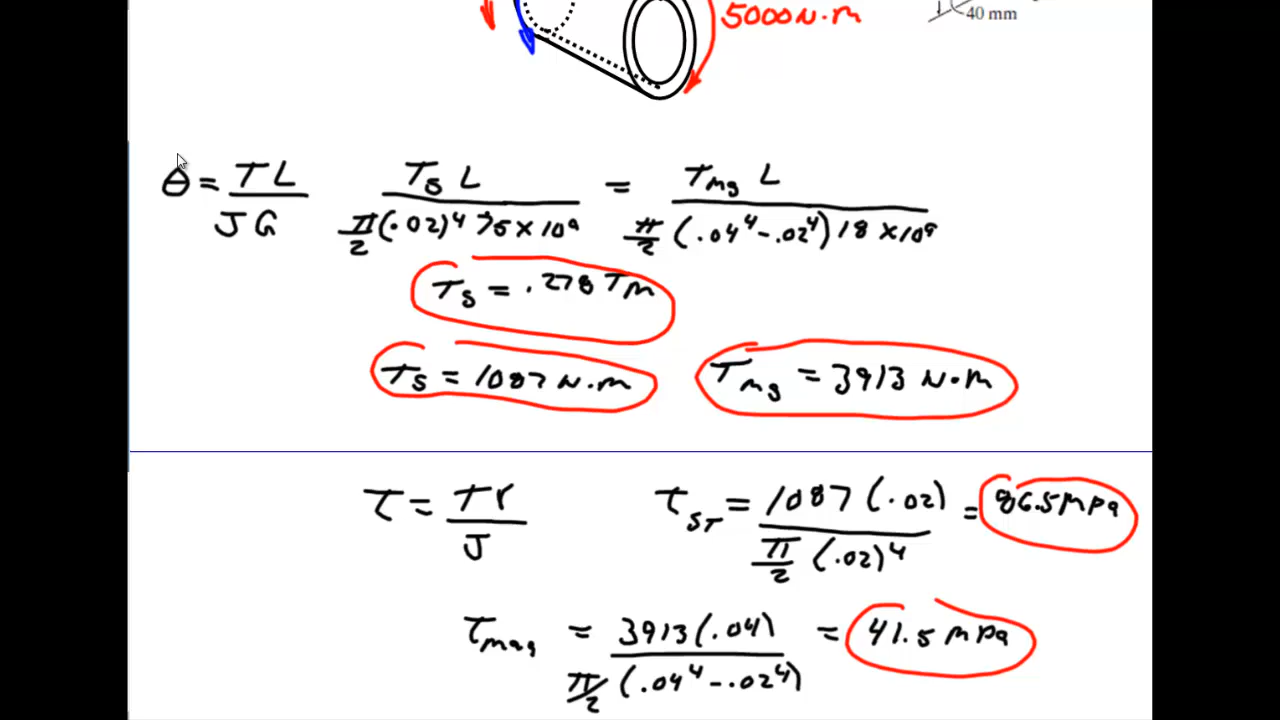 5000 N·m
40 mm
θ = TL / JG    T_S L / (π/2 (.02)^4 75×10^9) = T_mg L / (π/2 (.04^4 - .02^4) 18×10^9)
T_S = .278 T_M
T_S = 1087 N·m    T_mg = 3913 N·m
τ = Tr / J    τ_ST = 1087 (.02) / (π/2 (.02)^4) = 86.5 MPa
τ_mag = 3913 (.04) / (π/2 (.04^4 - .02^4)) = 41.5 MPa